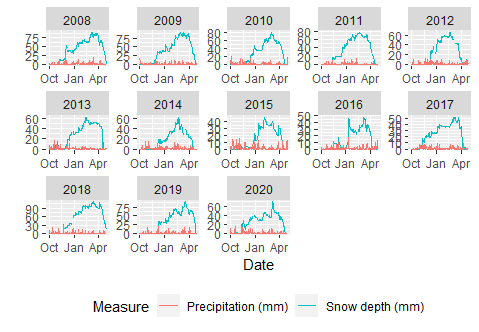 2008 2009 2010 2011 2012
75 50 25 0 75 50 25 0 80 60 40 20 0 80 60 40 20 0 60 40 20 0
Oct Jan Apr Oct Jan Apr Oct Jan Apr Oct Jan Apr Oct Jan Apr
2013 2014 2015 2016 2017
60 40 20 0 60 40 20 0 40 30 20 10 0 50 40 30 20 10 0 50 40 30 20 10 0
Oct Jan Apr Oct Jan Apr Oct Jan Apr Oct Jan Apr Oct Jan Apr
2018 2019 2020
90 60 30 0 75 50 25 0 60 40 20 0
Oct Jan Apr Oct Jan Apr Oct Jan Apr
Date
Measure Precipitation (mm) Snow depth (mm)